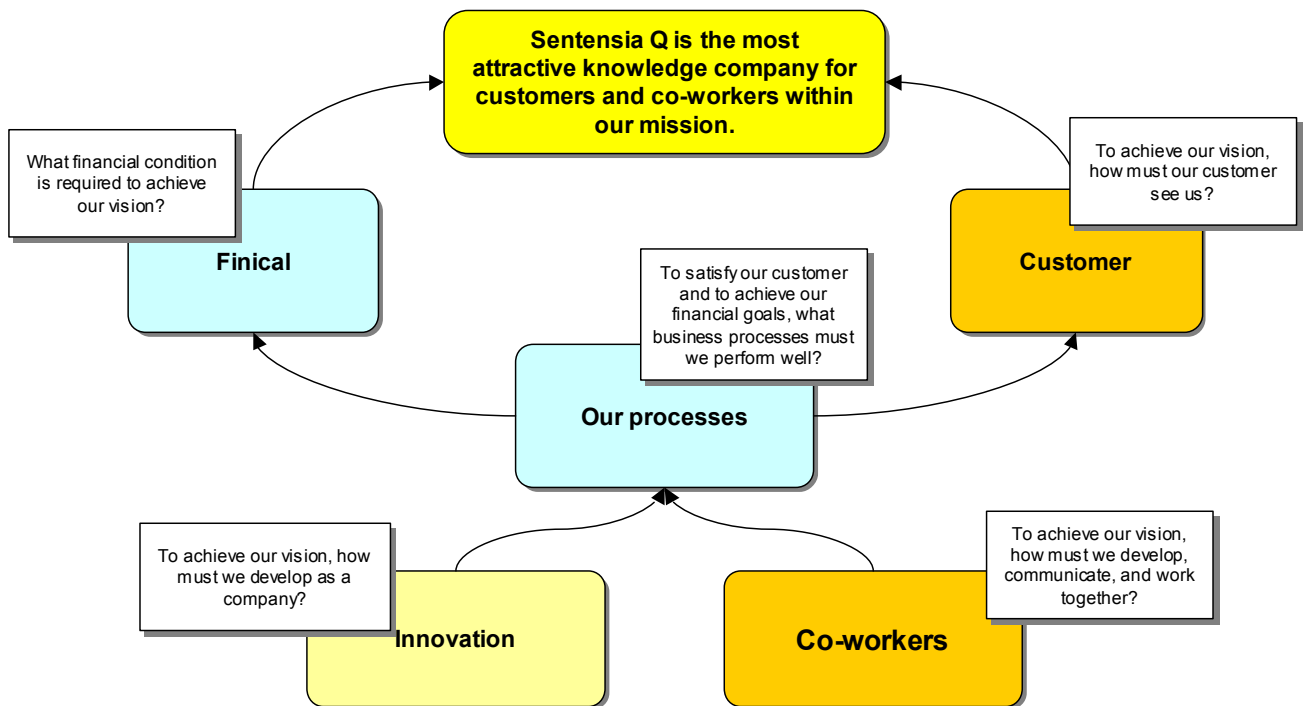 Sentensia Q is the most
attractive knowledge company for
customers and co-workers within
our mission.
What financial condition
is required to achieve
our vision?
To achieve our vision,
how must our customer
see us?
Finical
Customer
To satisfy our customer
and to achieve our
financial goals, what
business processes must
we perform well?
Our processes
To achieve our vision, how
must we develop as a
company?
To achieve our vision,
how must we develop,
communicate, and work
together?
Innovation
Co-workers